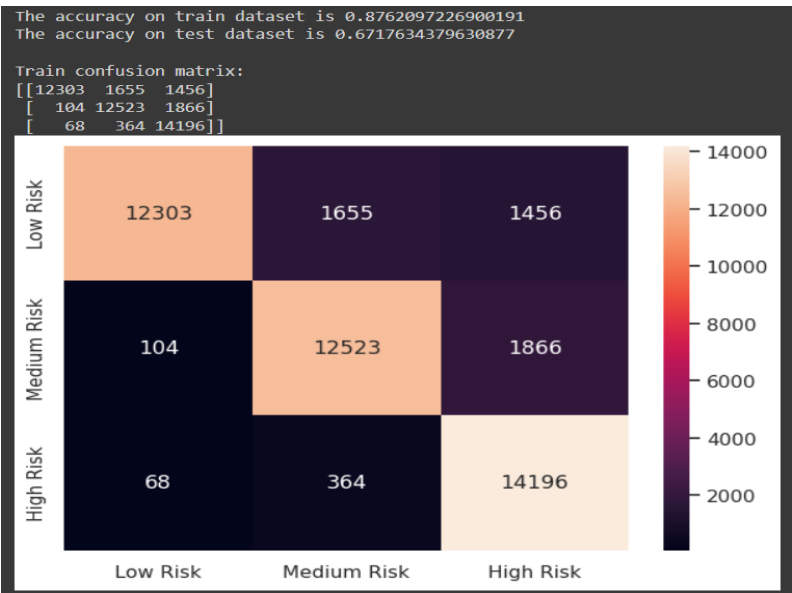 The accuracy on train dataset is 0.8762097226900191
The accuracy on test dataset is 0.6717634379630877
Train confusion matrix:
[[12303  1655  1456]
 [  104 12523  1866]
 [   68   364 14196]]
14000
Low Risk
12303 1655 1456
12000
10000
Medium Risk
104 12523 1866
8000
6000
4000
High Risk
68 364 14196
2000
Low Risk Medium Risk High Risk